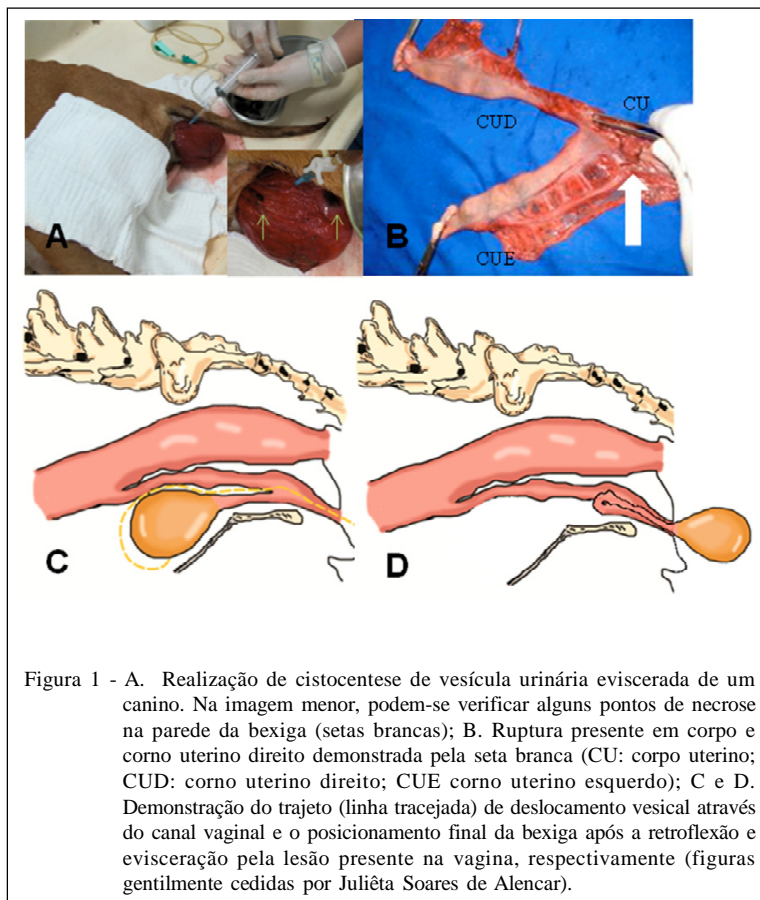 A
CUD
CU
B
CUE
C
D
Figura 1 - A. Realização de cistocentese de vesícula urinária eviscerada de um
canino. Na imagem menor, podem-se verificar alguns pontos de necrose
na parede da bexiga (setas brancas); B. Ruptura presente em corpo e
corno uterino direito demonstrada pela seta branca (CU: corpo uterino;
CUD: corno uterino direito; CUE corno uterino esquerdo); C e D.
Demonstração do trajeto (linha tracejada) de deslocamento vesical através
do canal vaginal e o posicionamento final da bexiga após a retroflexão e
evisceração pela lesão presente na vagina, respectivamente (figuras
gentilmente cedidas por Juliêta Soares de Alencar).